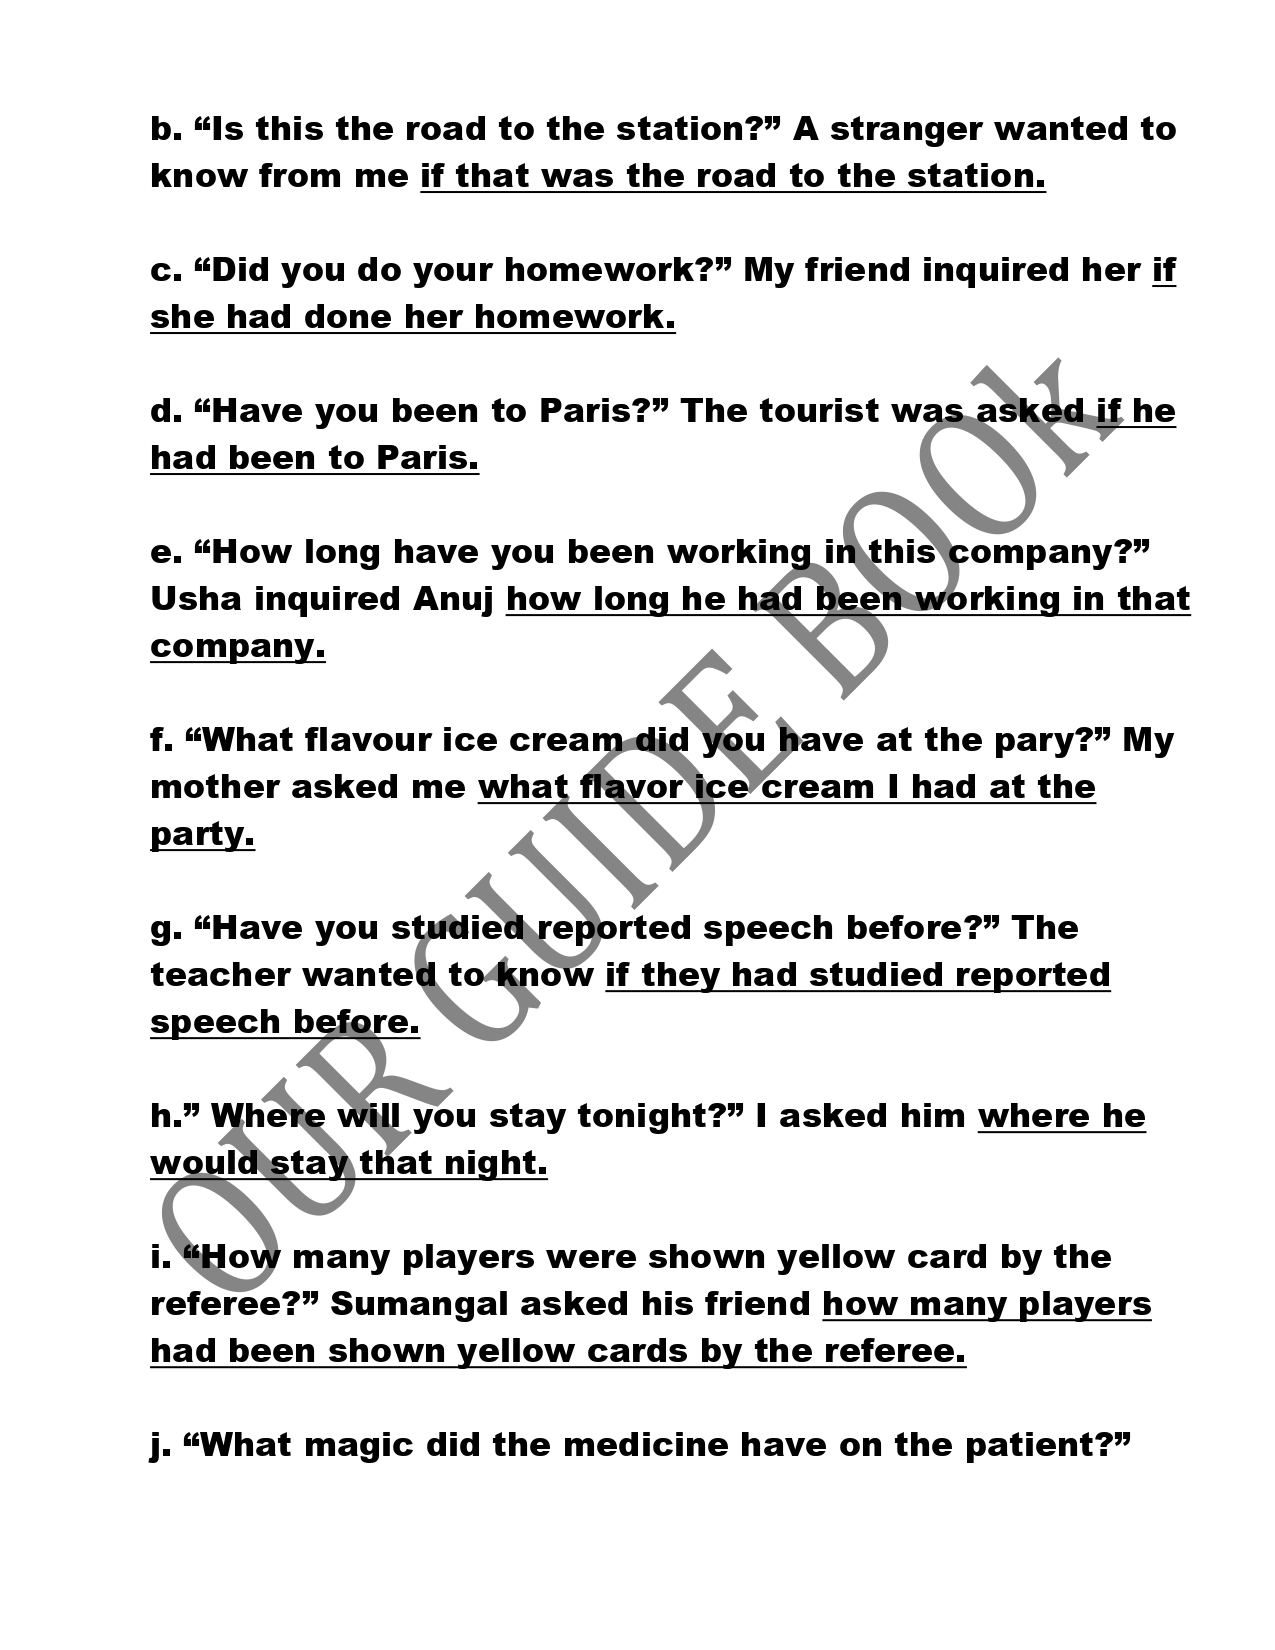 b. “Is this the road to the station?” A stranger wanted to
know from me if that was the road to the station.
c. “Did you do your homework?” My friend inquired her if
she had done her homework.
d. “Have you been to Paris?” The tourist was asked if he
had been to Paris.
e. “How long have you been working in this company?”
Usha inquired Anuj how long he had been working in that
company.
f. “What flavour ice cream did you have at the pary?” My
mother asked me what flavor ice cream I had at the
party.
g. “Have you studied reported speech before?” The
teacher wanted to know if they had studied reported
speech before.
h.” Where will you stay tonight?” I asked him where he
would stay that night.
i. “How many players were shown yellow card by the
referee?” Sumangal asked his friend how many players
had been shown yellow cards by the referee.
j. “What magic did the medicine have on the patient?”
OUR GUIDE BOOk